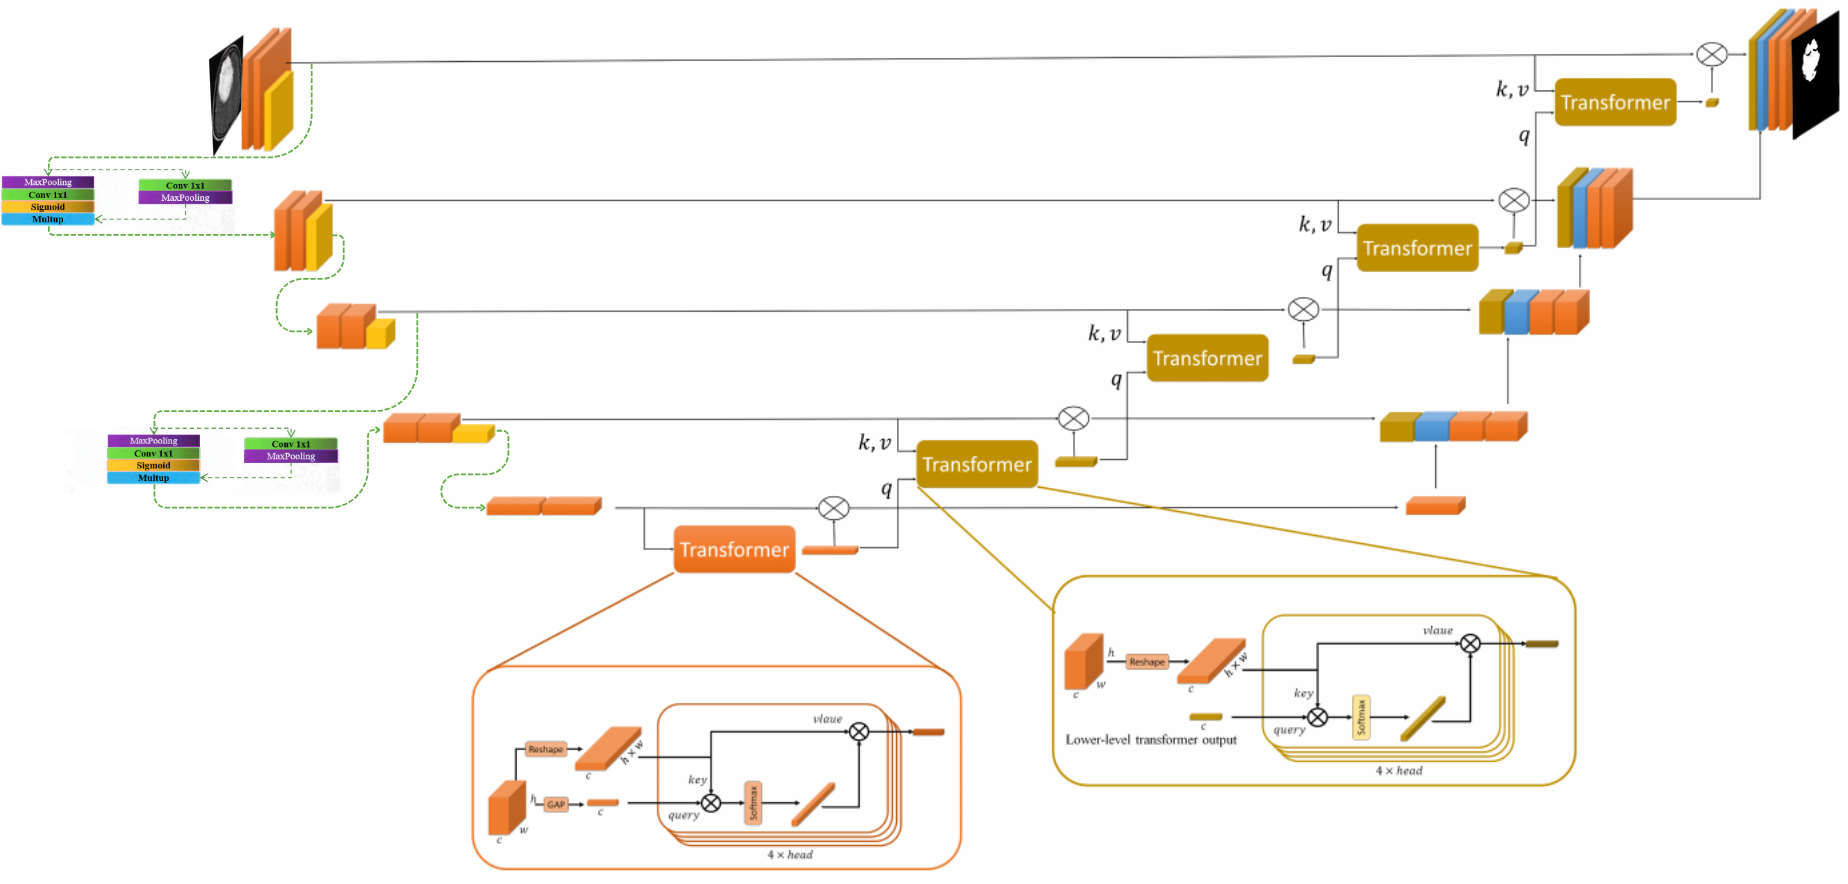 k, v
Transformer
q
MaxPooling
Conv 1x1
Sigmoid
Multup
Conv 1x1
MaxPooling
k, v
Transformer
q
k, v
Transformer
q
MaxPooling
Conv 1x1
Sigmoid
Multup
Conv 1x1
MaxPooling
k, v
Transformer
q
Transformer
h
Reshape
c
w
c
h × w
vlaue
key
c
query
Softmax
Lower-level transformer output
4 × head
Reshape
c
h × w
vlaue
key
h
GAP
c
query
Softmax
c
w
4 × head